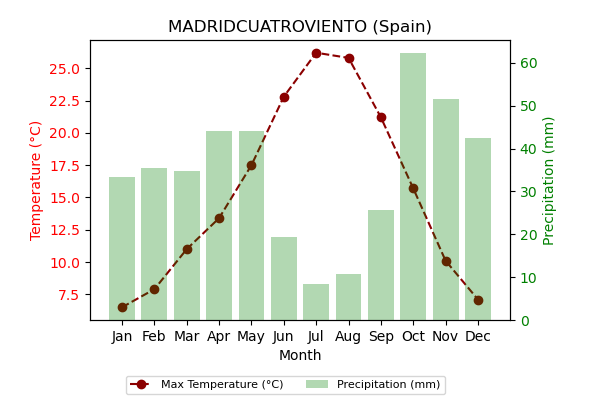 MADRIDCUATROVIENTO (Spain)
Temperature (°C)
25.0
22.5
20.0
17.5
15.0
12.5
10.0
7.5
60
50
40
30
20
10
0
Precipitation (mm)
Jan Feb Mar Apr May Jun Jul Aug Sep Oct Nov Dec
Month
Max Temperature (°C) Precipitation (mm)